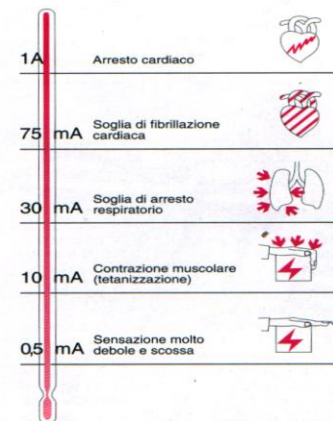 1A Arresto cardiaco
75 mA Soglia di fibrillazione
cardiaca
30 mA Soglia di arresto
respiratorio
10 mA Contrazione muscolare
(tetanizzazione)
0,5 mA Sensazione molto
debole e scossa